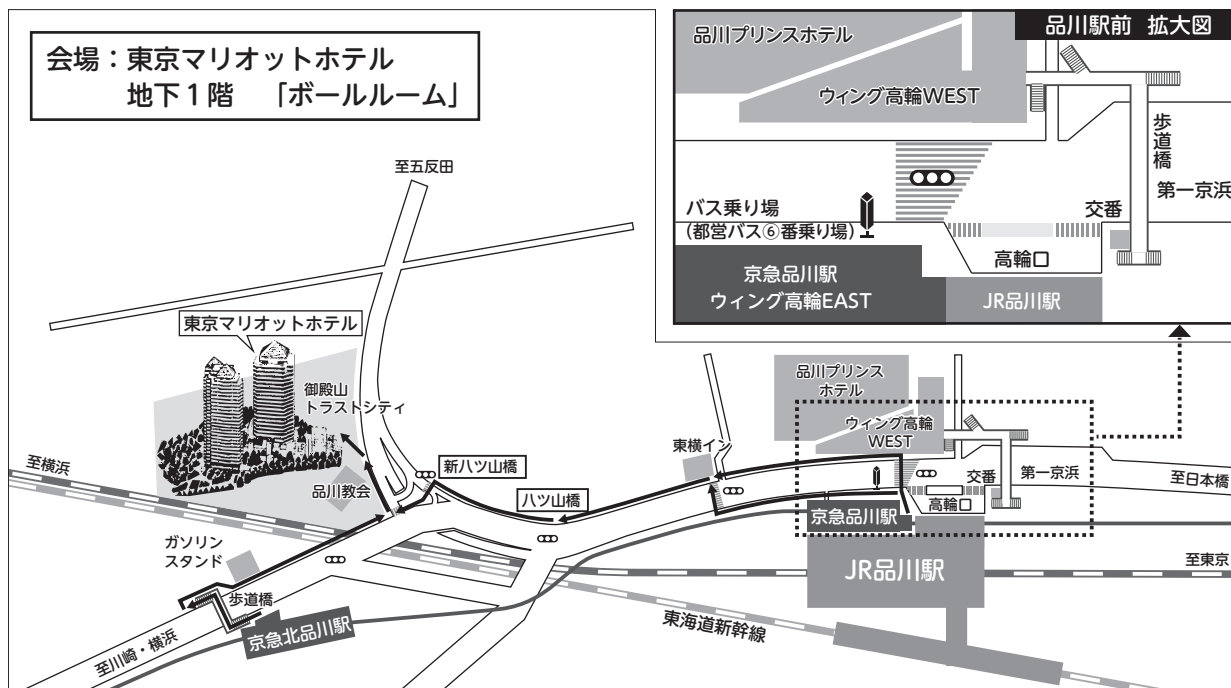 会場：東京マリオットホテル
地下1階 「ボールルーム」
品川駅前 拡大図
品川プリンスホテル
ウィング高輪WEST
歩道橋
第一京浜
バス乗り場
(都営バス⑥番乗り場)
交番
高輪口
京急品川駅
ウィング高輪EAST
JR品川駅
至五反田
東京マリオットホテル
御殿山
トラストシティ
至横浜
品川教会
新八ツ山橋
八ツ山橋
東横イン
品川プリンス
ホテル
ウィング高輪
WEST
交番
第一京浜
至日本橋
高輪口
京急品川駅
ガソリン
スタンド
JR品川駅
至東京
歩道橋
京急北品川駅
東海道新幹線
至川崎・横浜